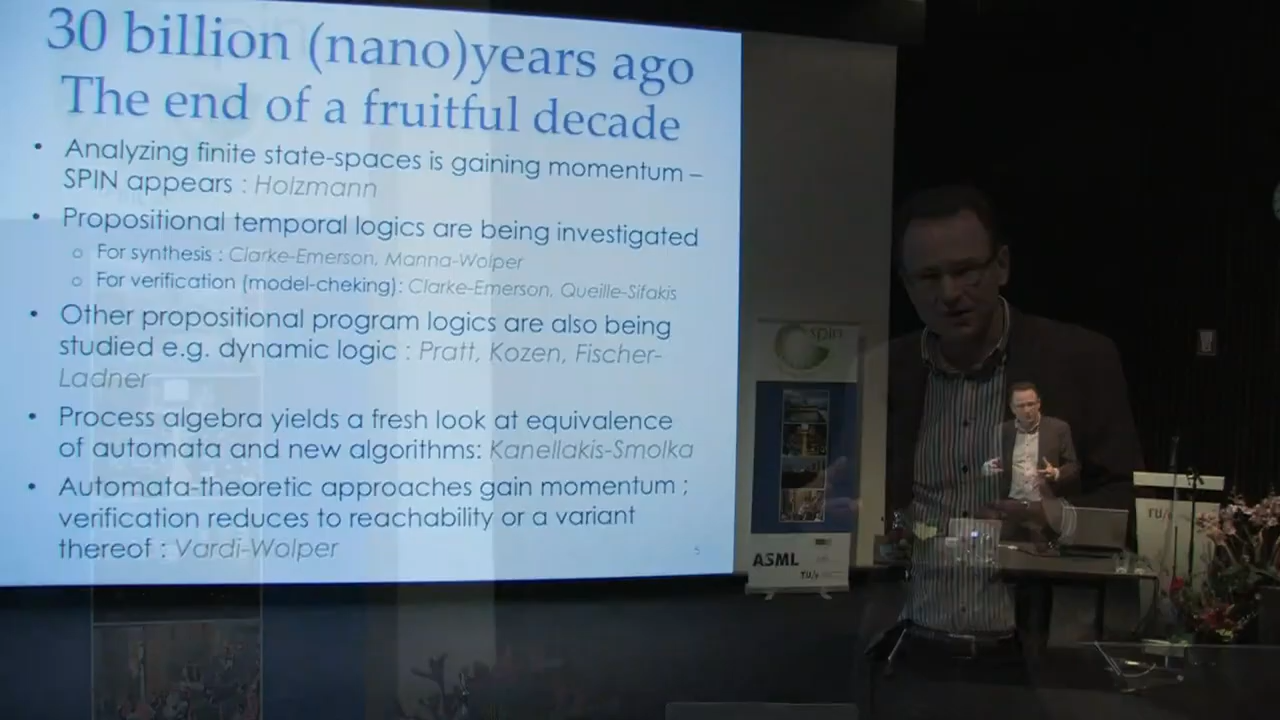 30 billion (nano)years ago
The end of a fruitful decade
• Analyzing finite state-spaces is gaining momentum –
SPIN appears : Holzmann
• Propositional temporal logics are being investigated
o For synthesis : Clarke-Emerson, Manna-Wolper
o For verification (model-cheking): Clarke-Emerson, Queille-Sifakis
• Other propositional program logics are also being
studied e.g. dynamic logic : Pratt, Kozen, Fischer-
Ladner
• Process algebra yields a fresh look at equivalence
of automata and new algorithms: Kanellakis-Smolka
• Automata-theoretic approaches gain momentum ;
verification reduces to reachability or a variant
thereof : Vardi-Wolper
5
spin
ASML
TU/e
TU/e